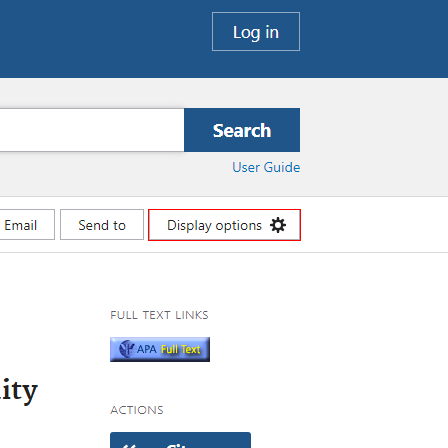 Log in
Search
User Guide
Email
Send to
Display options
FULL TEXT LINKS
APA Full Text
ity
ACTIONS